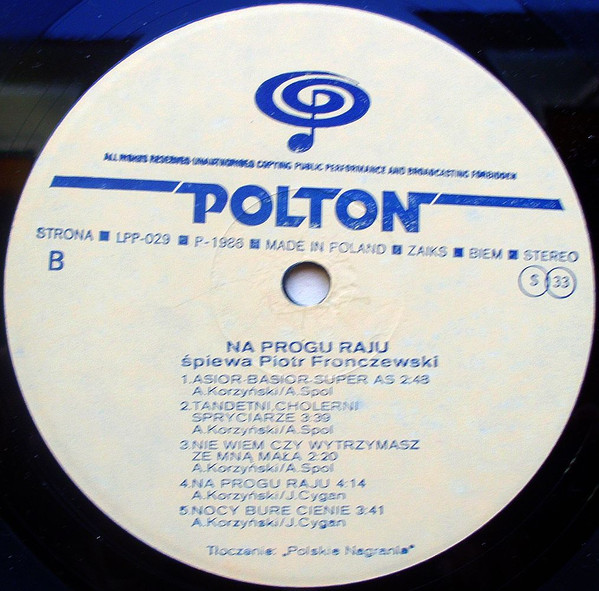 ALL RIGHTS RESERVED UNAUTHORISED COPYING PUBLIC PERFORMANCE AND BROADCASTING FORBIDDEN
POLTON
STRONA ■ LPP-029 ■ P-1986 ■ MADE IN POLAND ■ ZAIKS ■ BIEM ■ STEREO
B
S 33
NA PROGU RAJU
śpiewa Piotr Fronczewski
1.ASIOR-BASIOR-SUPER AS 2:48
A.Korzyński/A.Spol
2.TANDETNI,CHOLERNI
SPRYCIARZE 3:39
A.Korzyński/A.Spol
3.NIE WIEM CZY WYTRZYMASZ
ZE MNĄ MAŁA 2:20
A.Korzyński/A.Spol
4.NA PROGU RAJU 4:14
A.Korzyński/J.Cygan
5.NOCY BURE CIENIE 3:41
A.Korzyński/J.Cygan
Tłoczenie: „Polskie Nagrania"